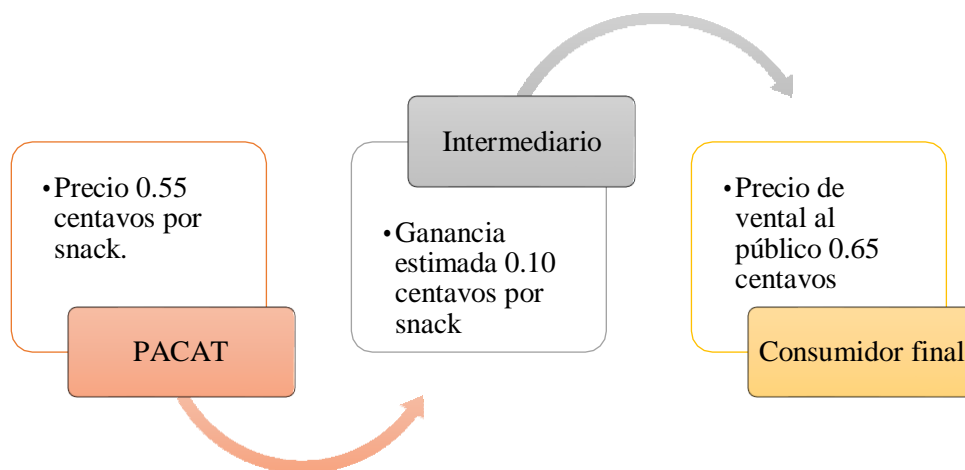 •Precio 0.55
centavos por
snack.
PACAT
Intermediario
•Ganancia
estimada 0.10
centavos por
snack
•Precio de
vental al
público 0.65
centavos
Consumidor final